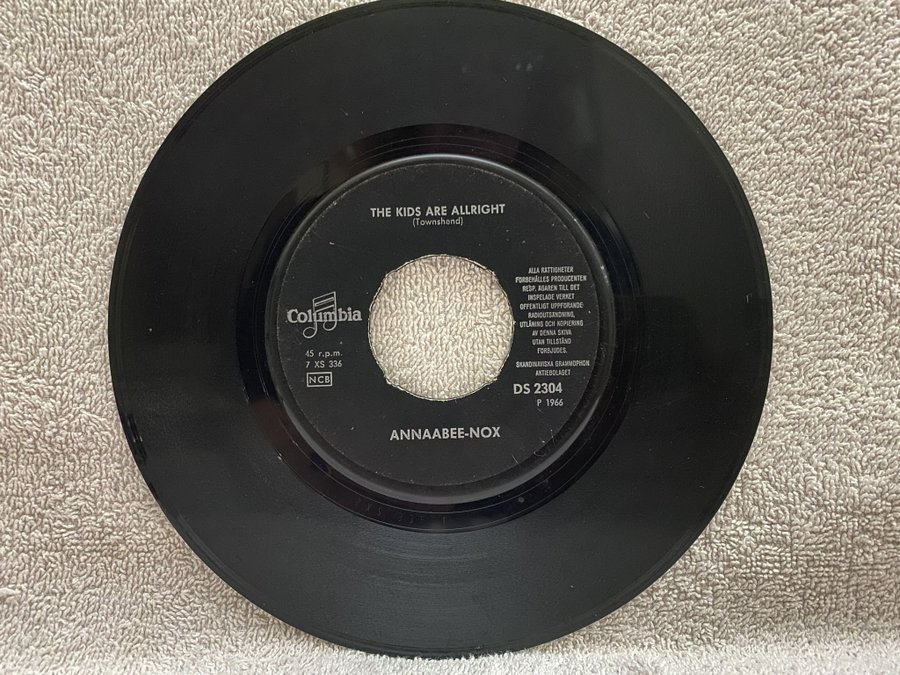 THE KIDS ARE ALLRIGHT
(Townshend)
Columbia
45 r.p.m.
7 XS 336
NCB
ALLA RÄTTIGHETER
FÖRBEHÅLLES PRODUCENTEN
RESP. ÄGAREN TILL DET
INSPELADE VERKET
OFFENTLIGT UPPFÖRANDE
RADIOUTSÄNDNING,
UTLÅNING OCH KOPIERING
AV DENNA SKIVA
UTAN TILLSTÅND
FÖRBJUDES.
SKANDINAVISKA GRAMMOPHON
AKTIEBOLAGET
DS 2304
P 1966
ANNAABEE-NOX